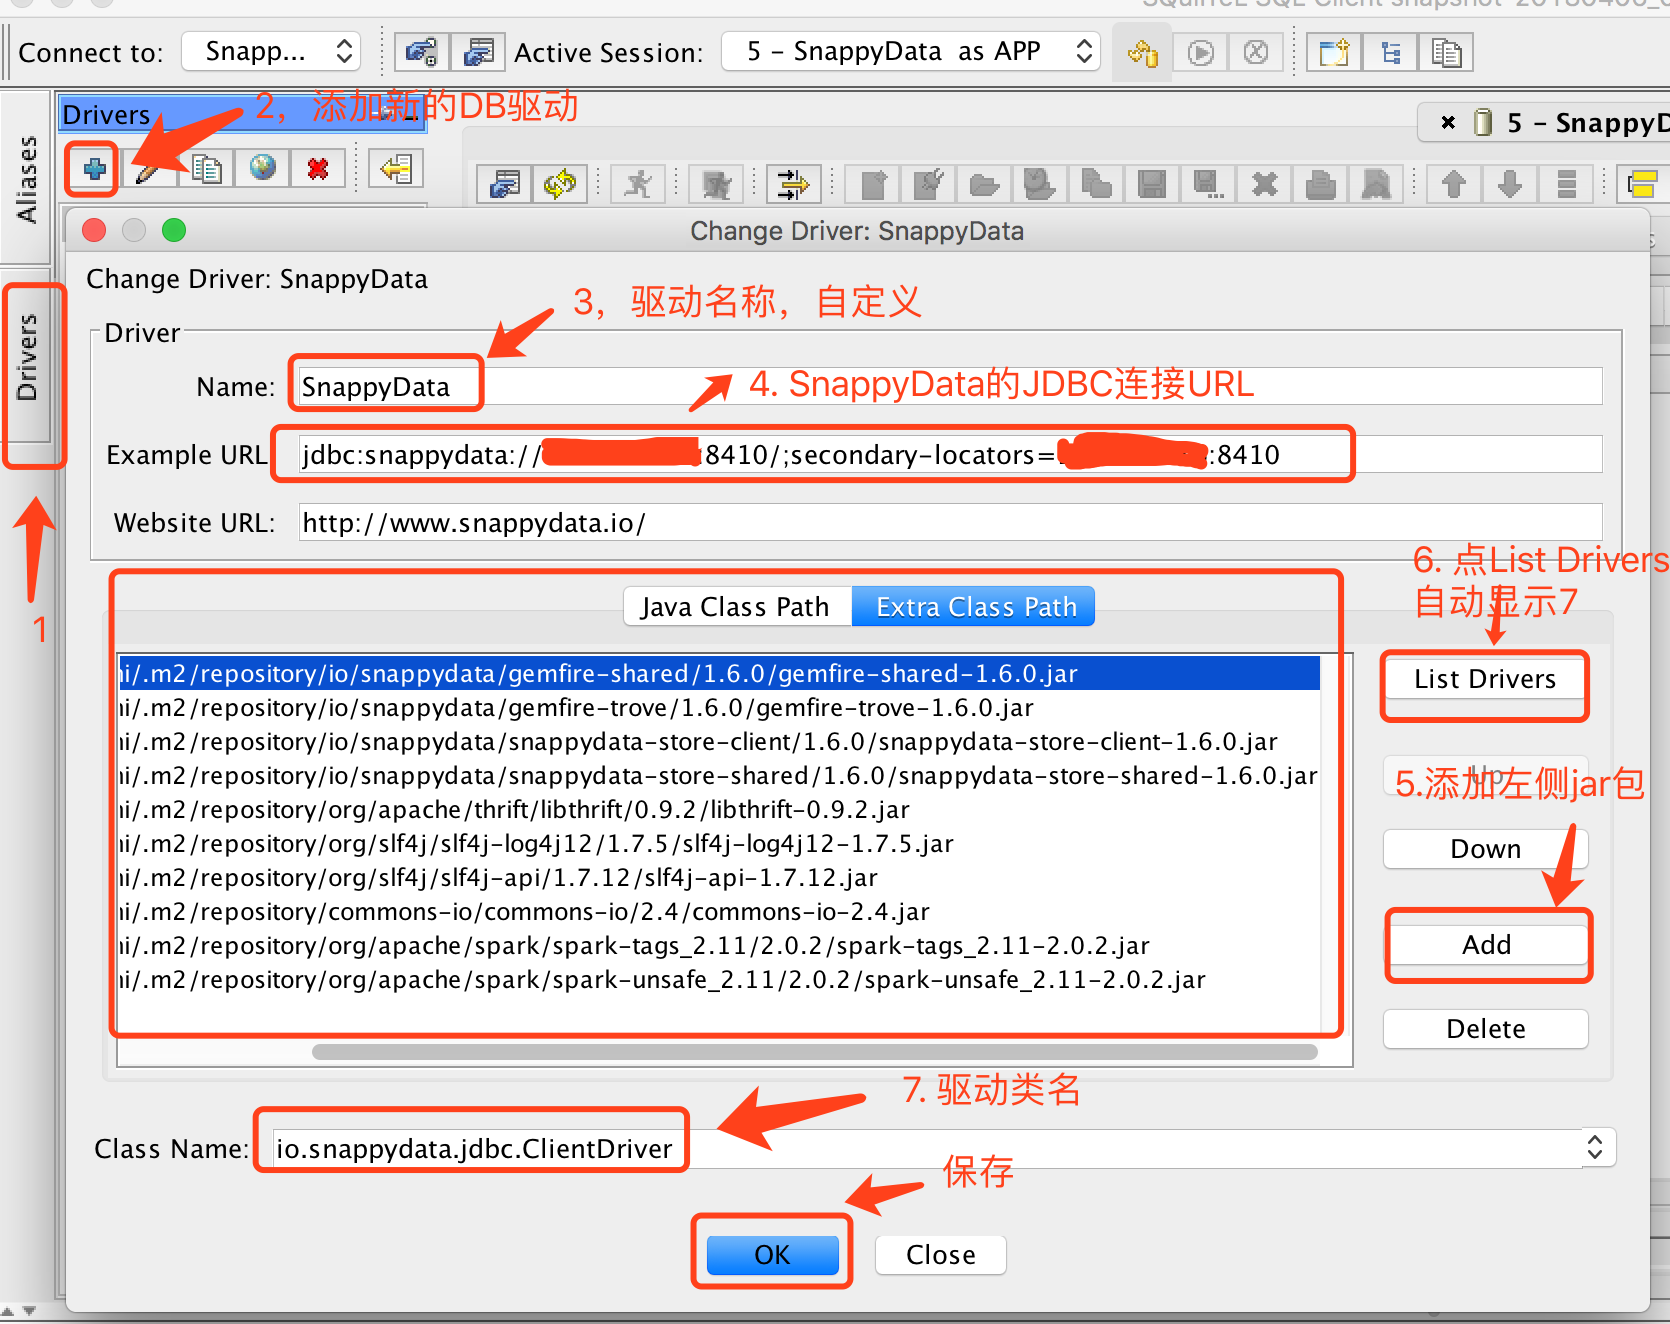 Connect to: Snapp... Active Session: 5 – SnappyData as APP
Drivers 2，添加新的DB驱动
× 5 – SnappyD
Aliases
Drivers
1
Change Driver: SnappyData
Change Driver: SnappyData
3，驱动名称，自定义
Driver
Name: SnappyData
4. SnappyData的JDBC连接URL
Example URL jdbc:snappydata:// 8410/;secondary-locators= :8410
Website URL: http://www.snappydata.io/
6. 点List Drivers
自动显示7
Java Class Path Extra Class Path
ni/.m2/repository/io/snappydata/gemfire-shared/1.6.0/gemfire-shared-1.6.0.jar
ni/.m2/repository/io/snappydata/gemfire-trove/1.6.0/gemfire-trove-1.6.0.jar
ni/.m2/repository/io/snappydata/snappydata-store-client/1.6.0/snappydata-store-client-1.6.0.jar
ni/.m2/repository/io/snappydata/snappydata-store-shared/1.6.0/snappydata-store-shared-1.6.0.jar
ni/.m2/repository/org/apache/thrift/libthrift/0.9.2/libthrift-0.9.2.jar
ni/.m2/repository/org/slf4j/slf4j-log4j12/1.7.5/slf4j-log4j12-1.7.5.jar
ni/.m2/repository/org/slf4j/slf4j-api/1.7.12/slf4j-api-1.7.12.jar
ni/.m2/repository/commons-io/commons-io/2.4/commons-io-2.4.jar
ni/.m2/repository/org/apache/spark/spark-tags_2.11/2.0.2/spark-tags_2.11-2.0.2.jar
ni/.m2/repository/org/apache/spark/spark-unsafe_2.11/2.0.2/spark-unsafe_2.11-2.0.2.jar
List Drivers
Up
5.添加左侧jar包
Down
Add
Delete
7. 驱动类名
Class Name: io.snappydata.jdbc.ClientDriver
保存
OK Close